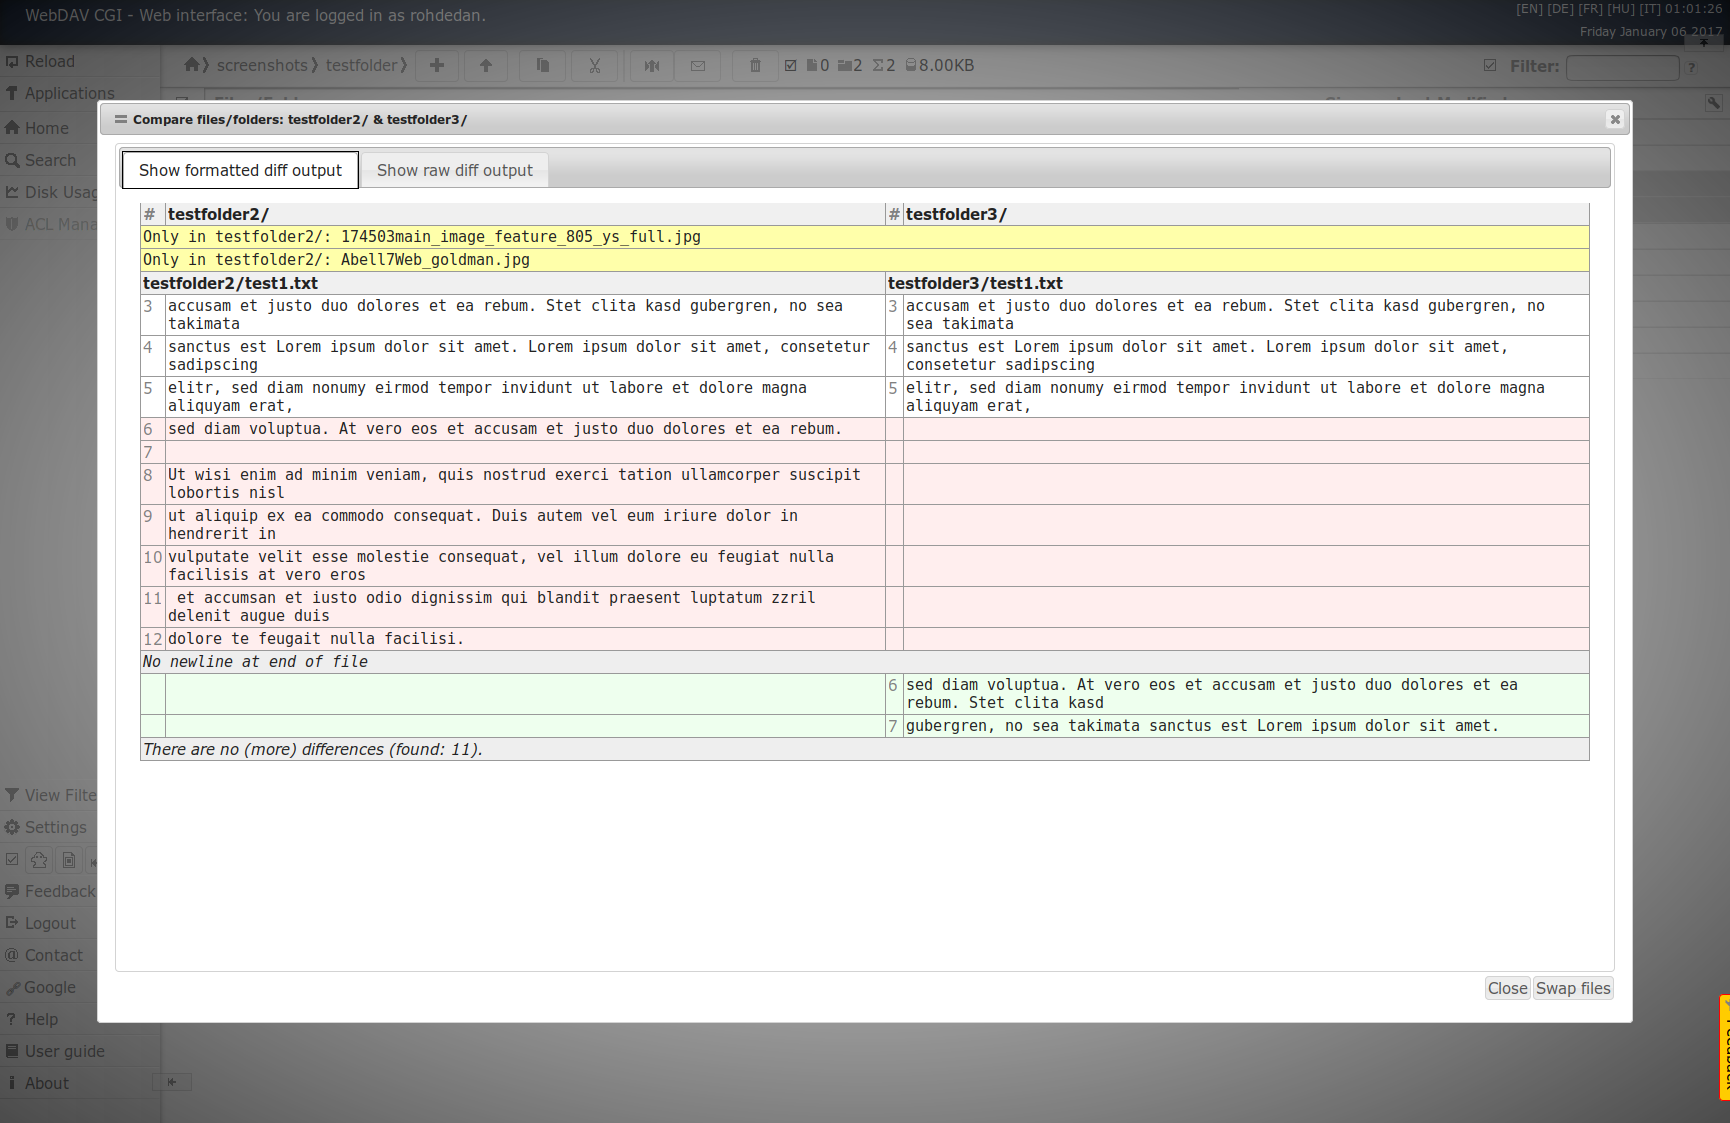 WebDAV CGI - Web interface: You are logged in as rohdedan.
[EN] [DE] [FR] [HU] [IT] 01:01:26
Friday January 06 2017
Reload
screenshots
testfolder
0
2
Σ2
8.00KB
Filter:
?
Applications
Home
Search
Disk Usag
ACL Mana
Compare files/folders: testfolder2/ & testfolder3/
Show formatted diff output
Show raw diff output
# testfolder2/
# testfolder3/
Only in testfolder2/: 174503main_image_feature_805_ys_full.jpg
Only in testfolder2/: Abell7Web_goldman.jpg
testfolder2/test1.txt
testfolder3/test1.txt
3 accusam et justo duo dolores et ea rebum. Stet clita kasd gubergren, no sea
takimata
3 accusam et justo duo dolores et ea rebum. Stet clita kasd gubergren, no
sea takimata
4 sanctus est Lorem ipsum dolor sit amet. Lorem ipsum dolor sit amet, consetetur
sadipscing
4 sanctus est Lorem ipsum dolor sit amet. Lorem ipsum dolor sit amet,
consetetur sadipscing
5 elitr, sed diam nonumy eirmod tempor invidunt ut labore et dolore magna
aliquyam erat,
5 elitr, sed diam nonumy eirmod tempor invidunt ut labore et dolore magna
aliquyam erat,
6 sed diam voluptua. At vero eos et accusam et justo duo dolores et ea rebum.
7
8 Ut wisi enim ad minim veniam, quis nostrud exerci tation ullamcorper suscipit
lobortis nisl
9 ut aliquip ex ea commodo consequat. Duis autem vel eum iriure dolor in
hendrerit in
10 vulputate velit esse molestie consequat, vel illum dolore eu feugiat nulla
facilisis at vero eros
11 et accumsan et iusto odio dignissim qui blandit praesent luptatum zzril
delenit augue duis
12 dolore te feugait nulla facilisi.
No newline at end of file
6 sed diam voluptua. At vero eos et accusam et justo duo dolores et ea
rebum. Stet clita kasd
7 gubergren, no sea takimata sanctus est Lorem ipsum dolor sit amet.
There are no (more) differences (found: 11).
Close
Swap files
View Filte
Settings
Feedback
Logout
@ Contact
Google
? Help
User guide
About